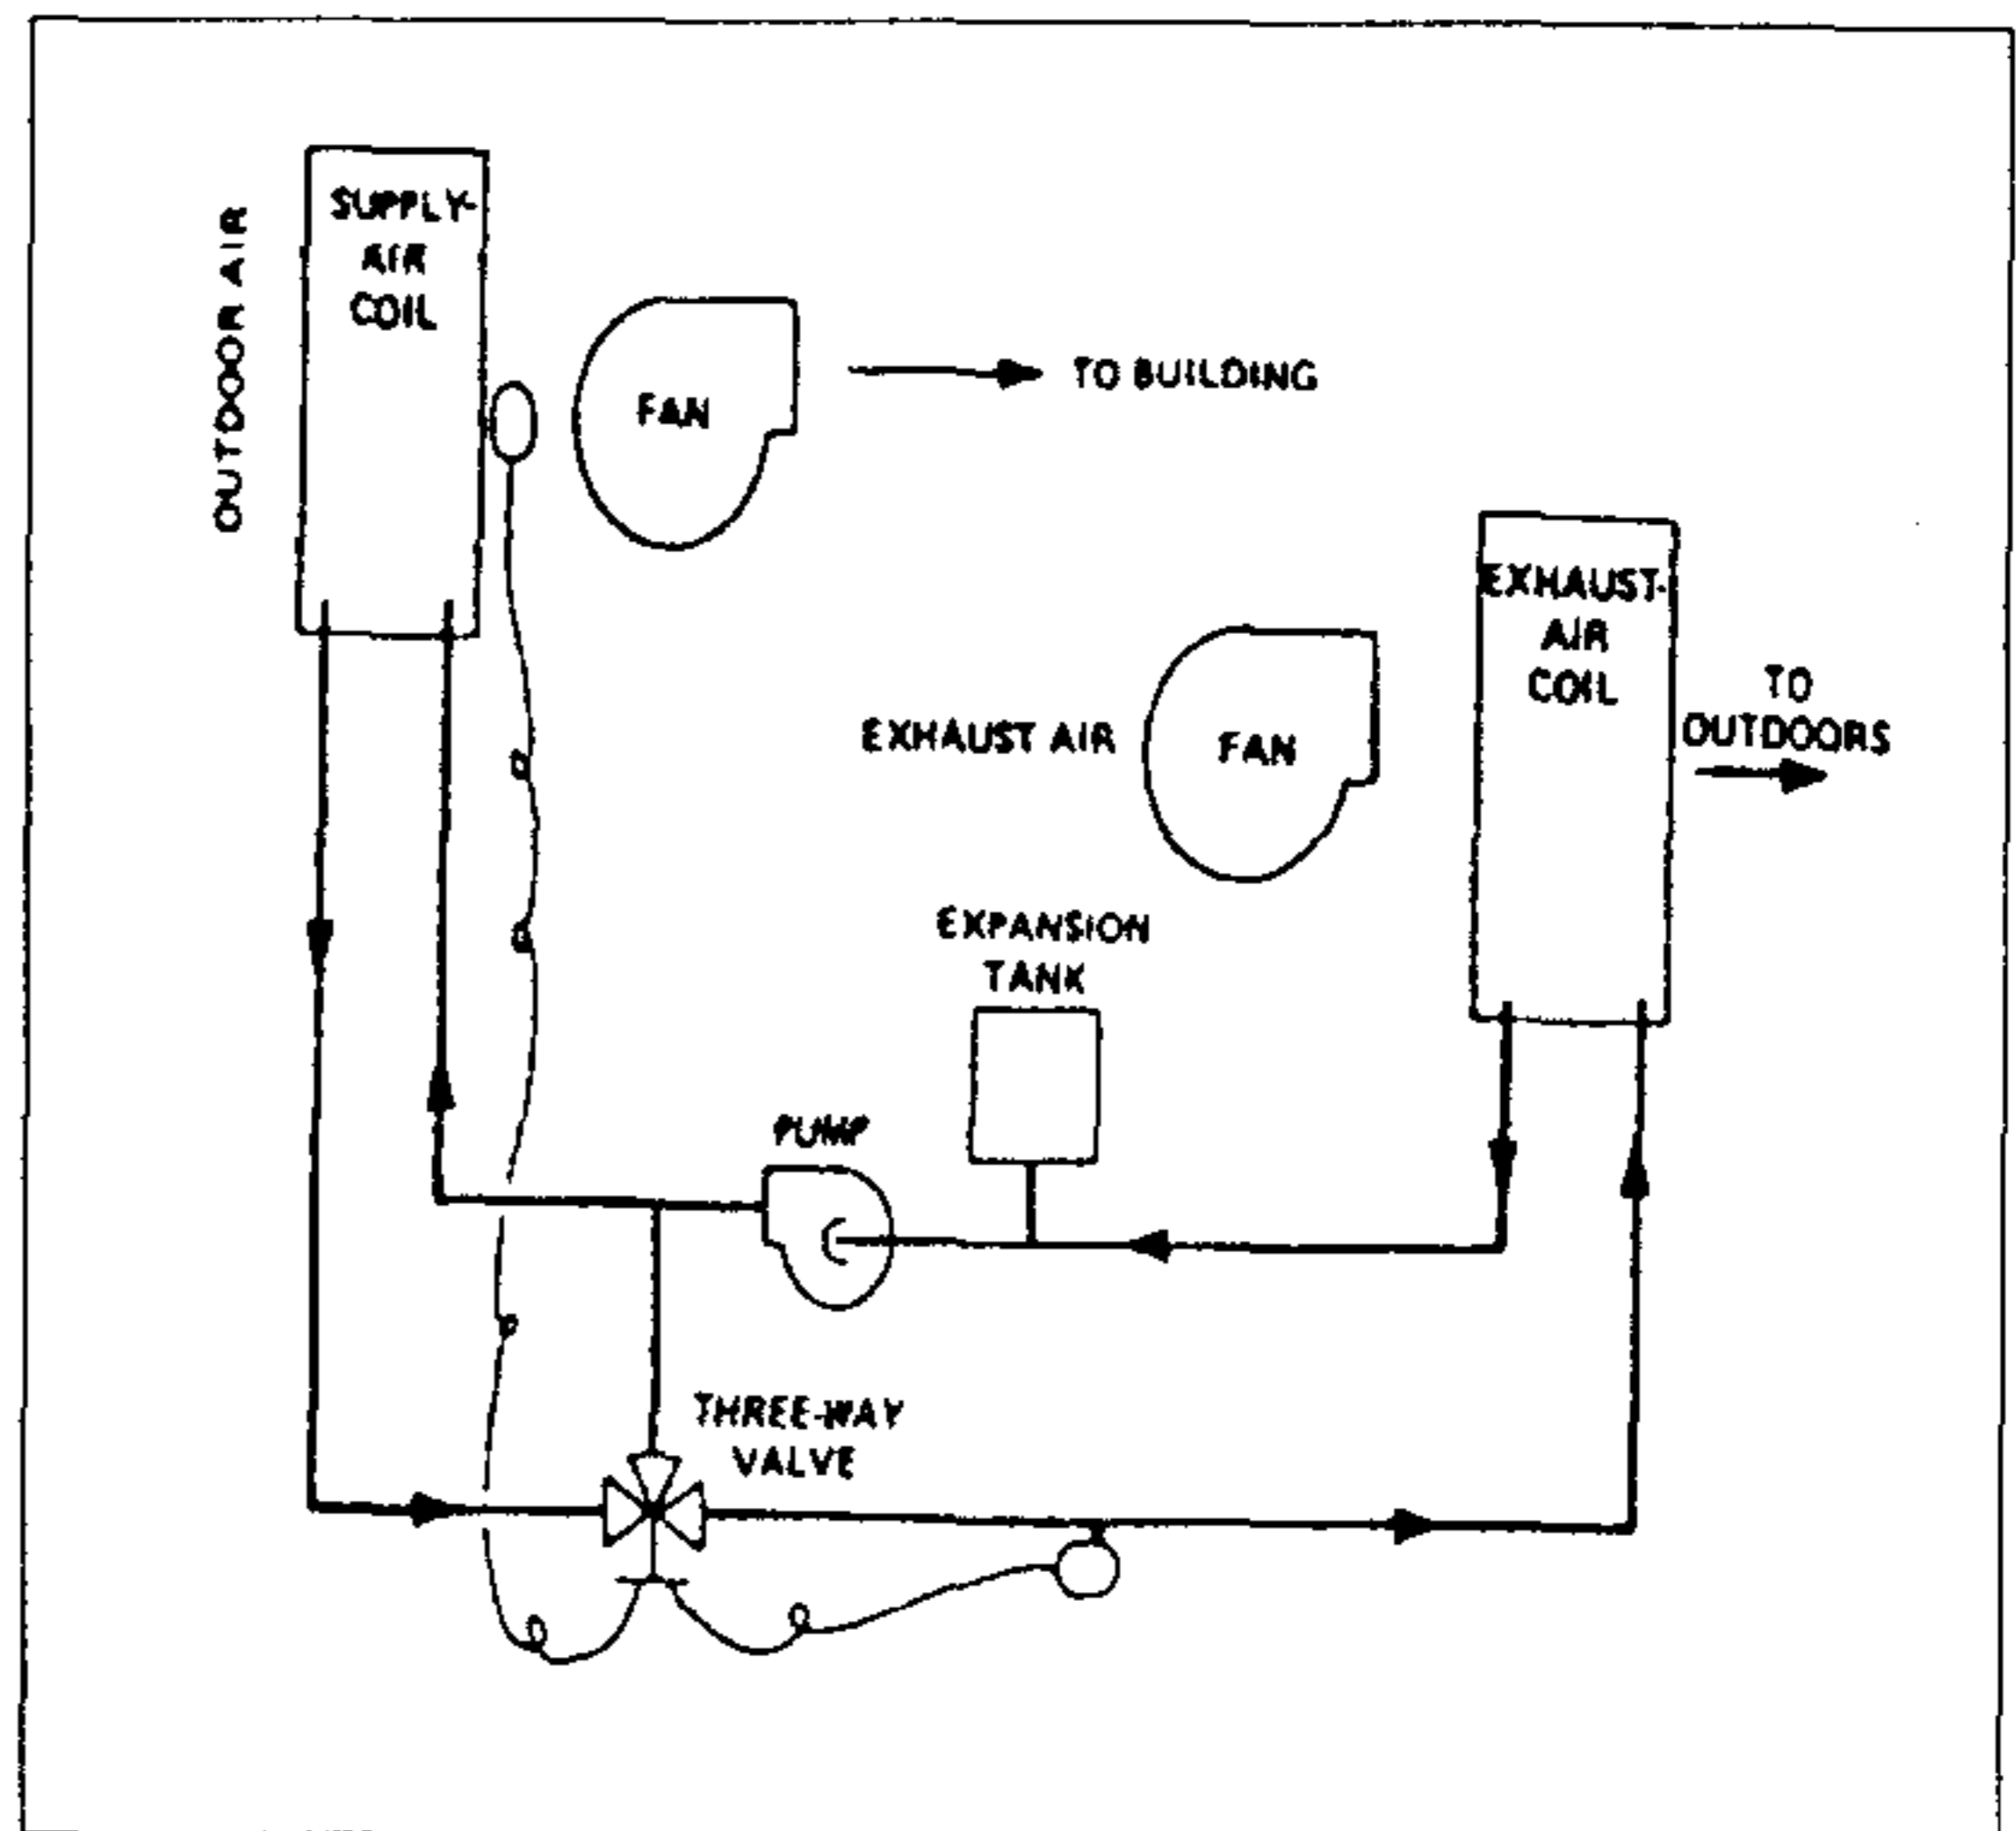 OUTDOOR AIR
SUPPLY-
AIR
COIL
FAN
TO BUILDING
EXHAUST-
AIR
COIL
TO
OUTDOORS
EXHAUST AIR
FAN
EXPANSION
TANK
PUMP
THREE-WAY
VALVE